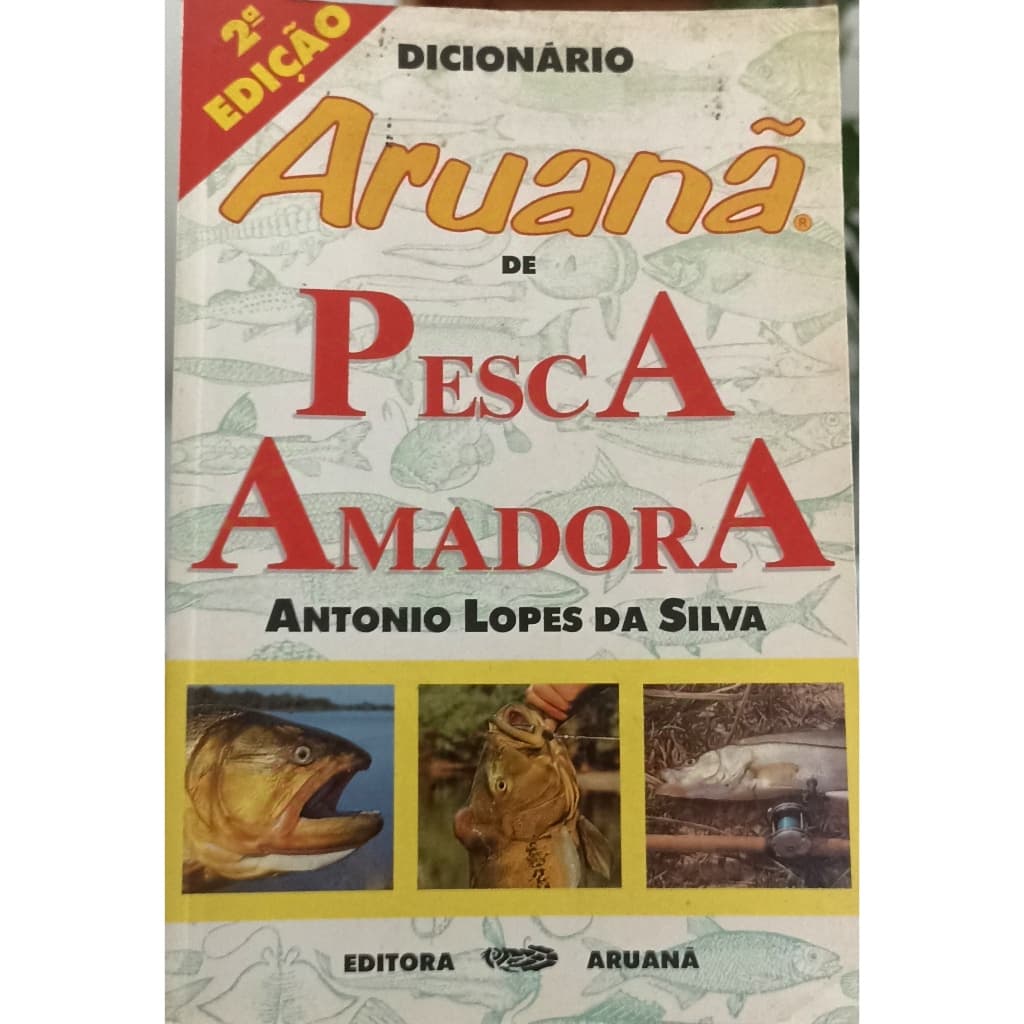 2ª
EDIÇÃO
DICIONÁRIO
Aruanã®
DE
PESCA
AMADORA
ANTONIO LOPES DA SILVA
EDITORA ARUANÃ